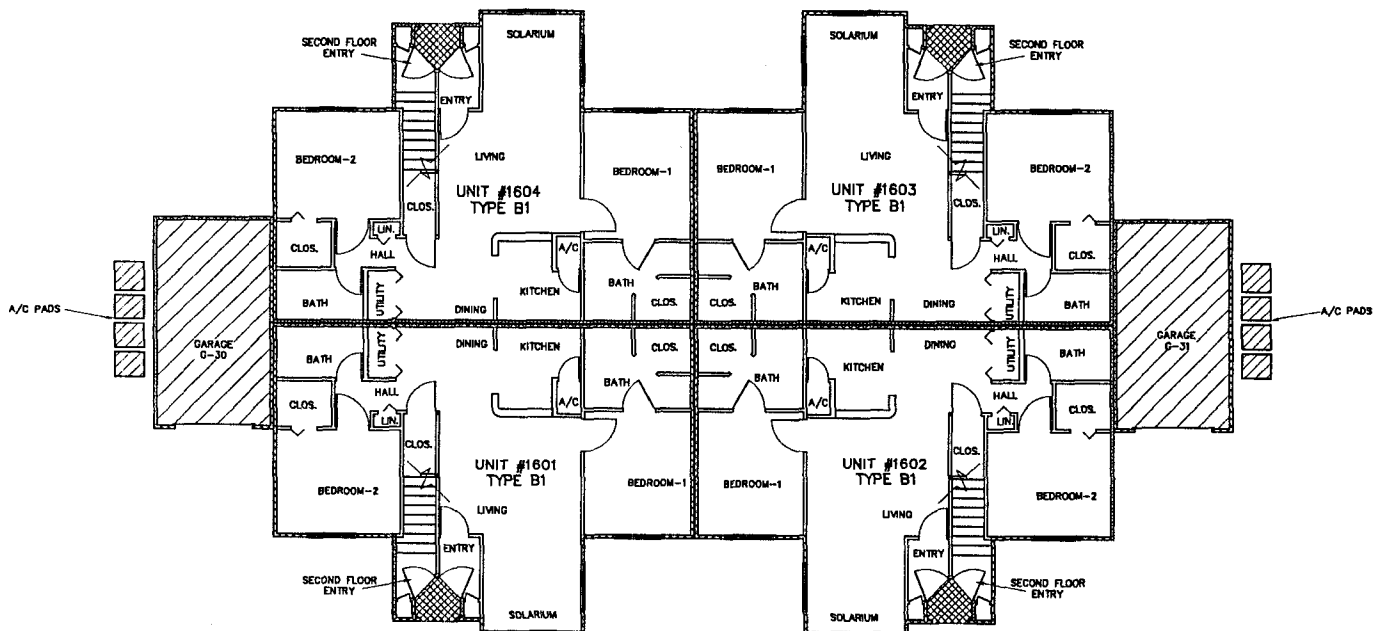 SOLARIUM
SOLARIUM
SECOND FLOOR
ENTRY
SECOND FLOOR
ENTRY
ENTRY
ENTRY
BEDROOM-2
LIVING
BEDROOM-1
BEDROOM-1
LIVING
BEDROOM-2
UNIT #1604
TYPE B1
UNIT #1603
TYPE B1
CLOS.
CLOS.
LIN.
LIN.
CLOS.
HALL
A/C
A/C
HALL
CLOS.
BATH
UTILITY
DINING
KITCHEN
BATH
CLOS.
CLOS.
BATH
KITCHEN
DINING
UTILITY
BATH
A/C PADS
GARAGE
G-30
GARAGE
G-31
A/C PADS
BATH
UTILITY
DINING
KITCHEN
BATH
CLOS.
CLOS.
BATH
KITCHEN
DINING
UTILITY
BATH
CLOS.
HALL
A/C
A/C
HALL
CLOS.
LIN.
LIN.
CLOS.
CLOS.
UNIT #1601
TYPE B1
UNIT #1602
TYPE B1
BEDROOM-2
LIVING
BEDROOM-1
BEDROOM-1
LIVING
BEDROOM-2
ENTRY
ENTRY
SECOND FLOOR
ENTRY
SECOND FLOOR
ENTRY
SOLARIUM
SOLARIUM